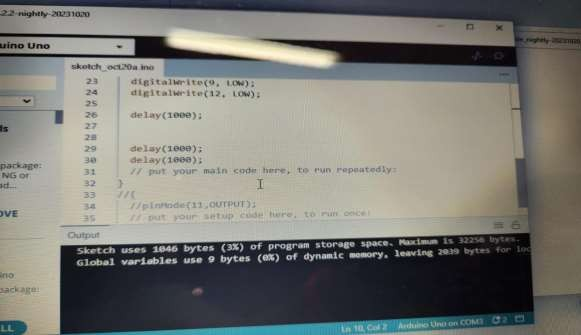 .2.2-nightly-20231020
duino Uno
sketch_oct20a.ino
23 digitalWrite(9, LOW);
24 digitalWrite(12, LOW);
25
26 delay(1000);
27
28
29 delay(1000);
30 delay(1000);
31 // put your main code here, to run repeatedly:
32 }
33 //{
34 //pinMode(11,OUTPUT);
35 // put your setup code here, to run once:
Output
Sketch uses 1046 bytes (3%) of program storage space. Maximum is 32256 bytes.
Global variables use 9 bytes (0%) of dynamic memory, leaving 2039 bytes for loc
Ln 10, Col 2 Arduino Uno on COM3 2
package:
NG or
ad...
OVE
ino
package:
LL
nightly-20231020